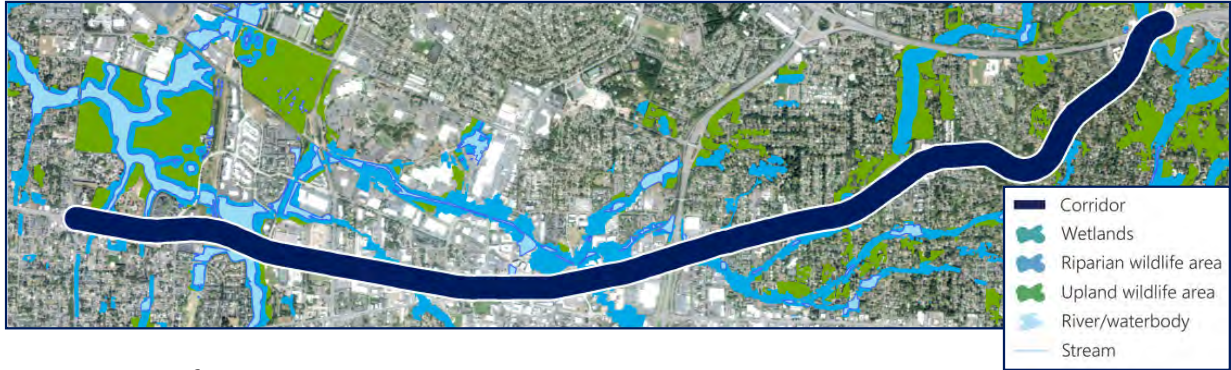 Corridor
Wetlands
Riparian wildlife area
Upland wildlife area
River/waterbody
Stream